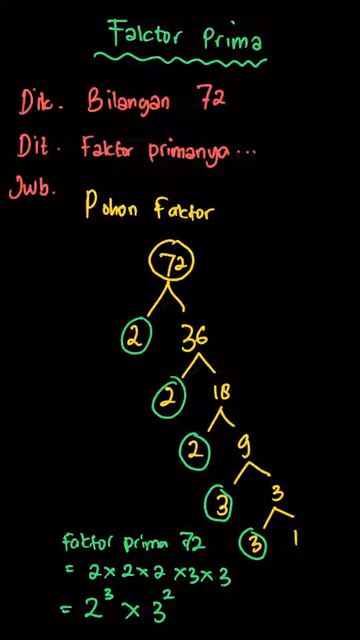 Faktor Prima
Dik. Bilangan 72
Dit. Faktor primanya...
Jwb.
Pohon Faktor
72
2 36
2 18
2 9
3 3
3 1
faktor prima 72
= 2 × 2 × 2 × 3 × 3
= 2³ × 3²